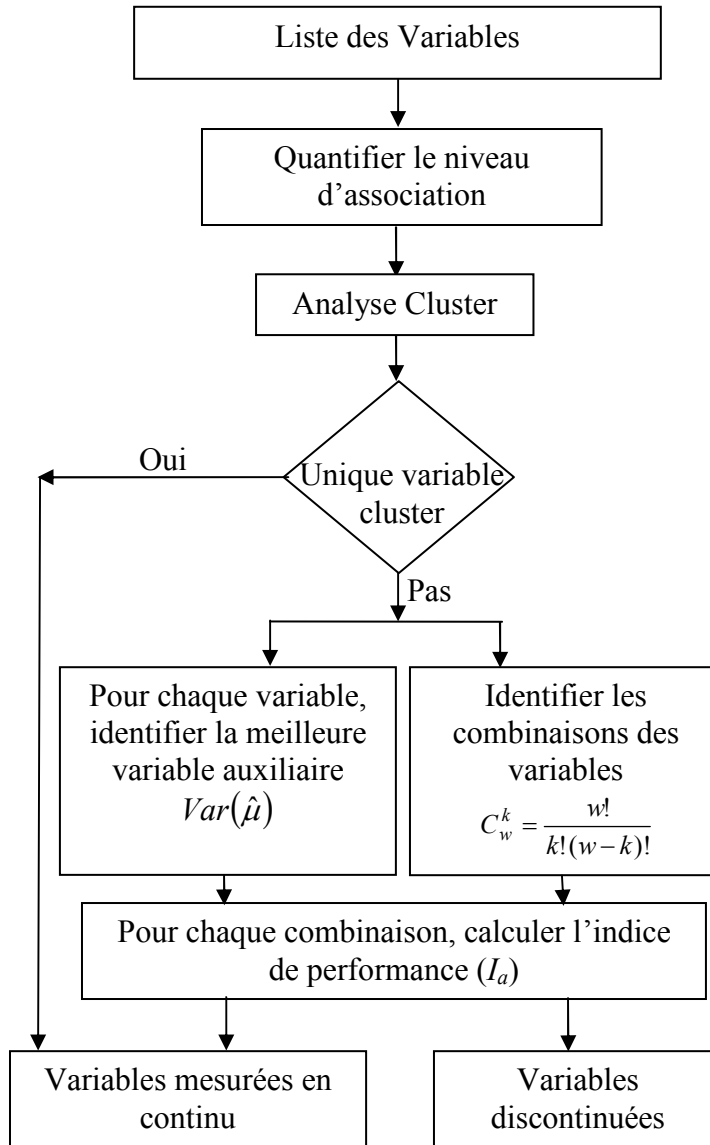 Liste des Variables
Quantifier le niveau
d’association
Analyse Cluster
Oui
Unique variable
cluster
Pas
Pour chaque variable,
identifier la meilleure
variable auxiliaire
Var(μ̂)
Identifier les
combinaisons des
variables
C_w^k = w! / k!(w−k)!
Pour chaque combinaison, calculer l’indice
de performance (I_a)
Variables mesurées en
continu
Variables
discontinuées